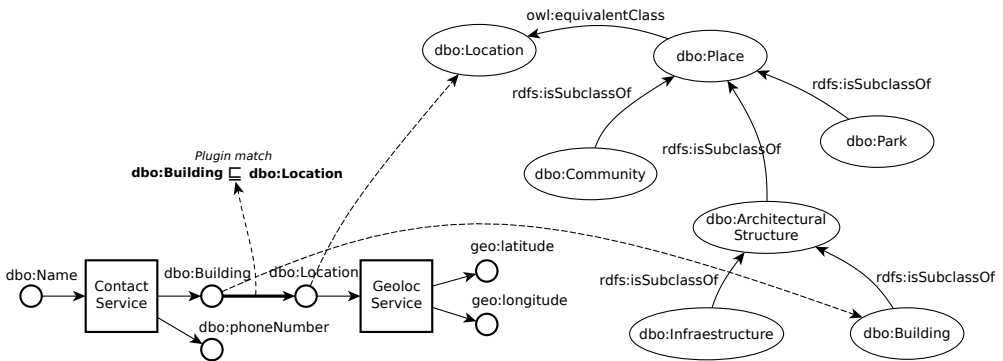 owl:equivalentClass
dbo:Location
dbo:Place
rdfs:isSubclassOf
rdfs:isSubclassOf
dbo:Park
rdfs:isSubclassOf
Plugin match
dbo:Building ⊑ dbo:Location
dbo:Community
dbo:Architectural
Structure
dbo:Name
dbo:Building
dbo:Location
geo:latitude
Contact
Service
Geoloc
Service
rdfs:isSubclassOf
rdfs:isSubclassOf
geo:longitude
dbo:phoneNumber
dbo:Infraestructure
dbo:Building